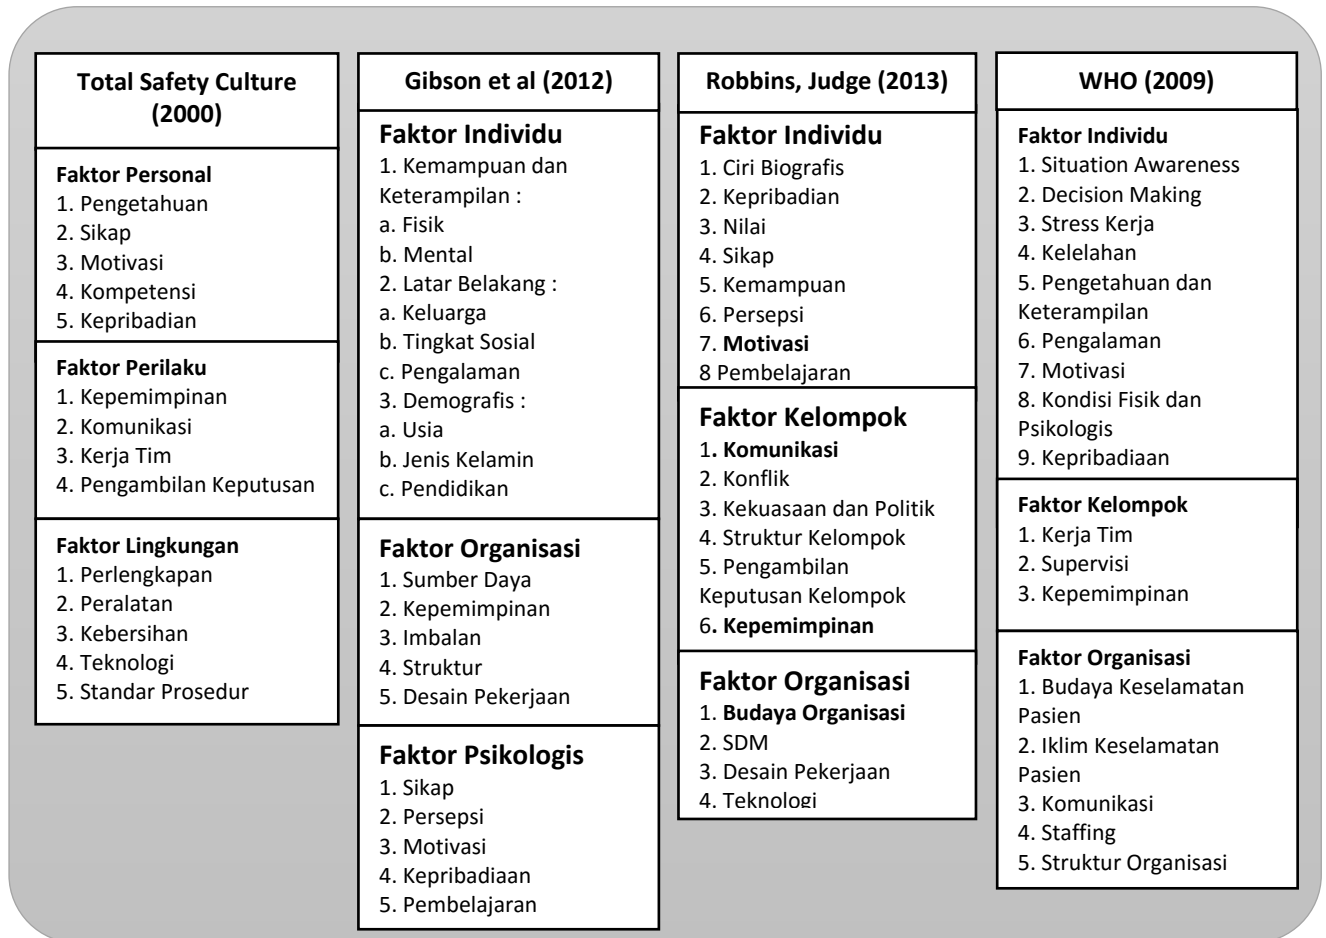 Total Safety Culture
(2000)
Faktor Personal
1. Pengetahuan
2. Sikap
3. Motivasi
4. Kompetensi
5. Kepribadian
Faktor Perilaku
1. Kepemimpinan
2. Komunikasi
3. Kerja Tim
4. Pengambilan Keputusan
Faktor Lingkungan
1. Perlengkapan
2. Peralatan
3. Kebersihan
4. Teknologi
5. Standar Prosedur
Gibson et al (2012)
Faktor Individu
1. Kemampuan dan
Keterampilan :
a. Fisik
b. Mental
2. Latar Belakang :
a. Keluarga
b. Tingkat Sosial
c. Pengalaman
3. Demografis :
a. Usia
b. Jenis Kelamin
c. Pendidikan
Faktor Organisasi
1. Sumber Daya
2. Kepemimpinan
3. Imbalan
4. Struktur
5. Desain Pekerjaan
Faktor Psikologis
1. Sikap
2. Persepsi
3. Motivasi
4. Kepribadiaan
5. Pembelajaran
Robbins, Judge (2013)
Faktor Individu
1. Ciri Biografis
2. Kepribadian
3. Nilai
4. Sikap
5. Kemampuan
6. Persepsi
7. Motivasi
8 Pembelajaran
Faktor Kelompok
1. Komunikasi
2. Konflik
3. Kekuasaan dan Politik
4. Struktur Kelompok
5. Pengambilan
Keputusan Kelompok
6. Kepemimpinan
Faktor Organisasi
1. Budaya Organisasi
2. SDM
3. Desain Pekerjaan
4. Teknologi
WHO (2009)
Faktor Individu
1. Situation Awareness
2. Decision Making
3. Stress Kerja
4. Kelelahan
5. Pengetahuan dan
Keterampilan
6. Pengalaman
7. Motivasi
8. Kondisi Fisik dan
Psikologis
9. Kepribadiaan
Faktor Kelompok
1. Kerja Tim
2. Supervisi
3. Kepemimpinan
Faktor Organisasi
1. Budaya Keselamatan
Pasien
2. Iklim Keselamatan
Pasien
3. Komunikasi
4. Staffing
5. Struktur Organisasi